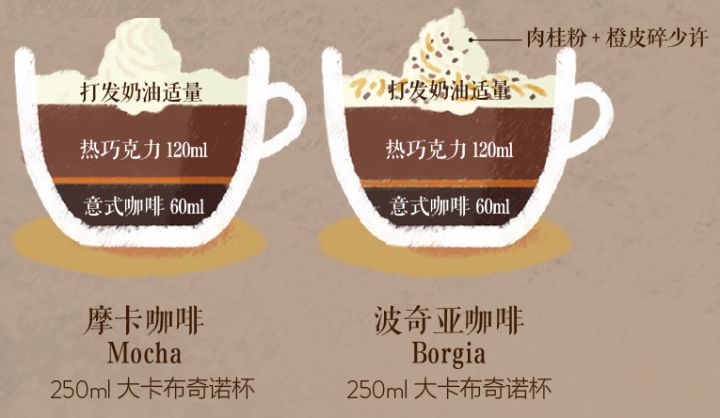 肉桂粉 + 橙皮碎少许
打发奶油适量
热巧克力 120ml
意式咖啡 60ml
摩卡咖啡
Mocha
250ml 大卡布奇诺杯
打发奶油适量
热巧克力 120ml
意式咖啡 60ml
波奇亚咖啡
Borgia
250ml 大卡布奇诺杯